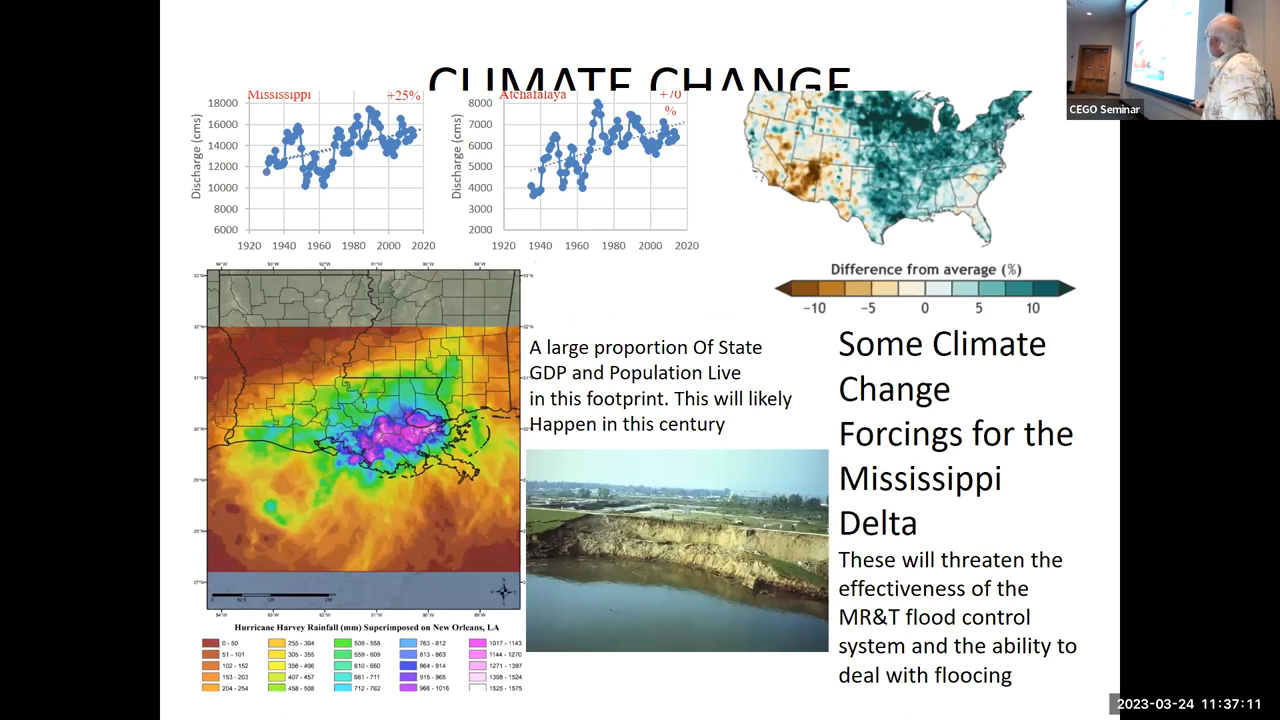 CLIMATE CHANGE
Mississippi
+25%
18000
16000
14000
12000
10000
8000
6000
Discharge (cms)
1920 1940 1960 1980 2000 2020
Atchafalaya
+70
%
8000
7000
6000
5000
4000
3000
2000
Discharge (cms)
1920 1940 1960 1980 2000 2020
Difference from average (%)
−10 −5 0 5 10
CEGO Seminar
A large proportion Of State
GDP and Population Live
in this footprint. This will likely
Happen in this century
Some Climate
Change
Forcings for the
Mississippi
Delta
These will threaten the
effectiveness of the
MR&T flood control
system and the ability to
deal with floocing
Hurricane Harvey Rainfall (mm) Superimposed on New Orleans, LA
0 - 50 255 - 304 509 - 558 763 - 812 1017 - 1143
51 - 101 305 - 355 559 - 609 813 - 863 1144 - 1270
102 - 152 356 - 406 610 - 660 864 - 914 1271 - 1397
153 - 203 407 - 457 661 - 711 915 - 965 1398 - 1524
204 - 254 458 - 508 712 - 762 966 - 1016 1525 - 1575
2023-03-24 11:37:11